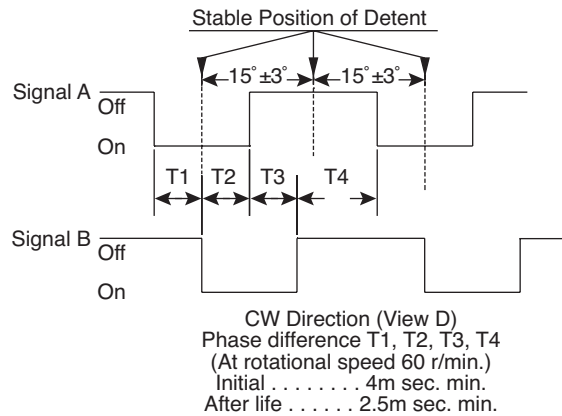 Stable Position of Detent
15°±3° 15°±3°
Signal A
Off
On
T1 T2 T3 T4
Signal B
Off
On
CW Direction (View D)
Phase difference T1, T2, T3, T4
(At rotational speed 60 r/min.)
Initial . . . . . . . . 4m sec. min.
After life . . . . . . 2.5m sec. min.